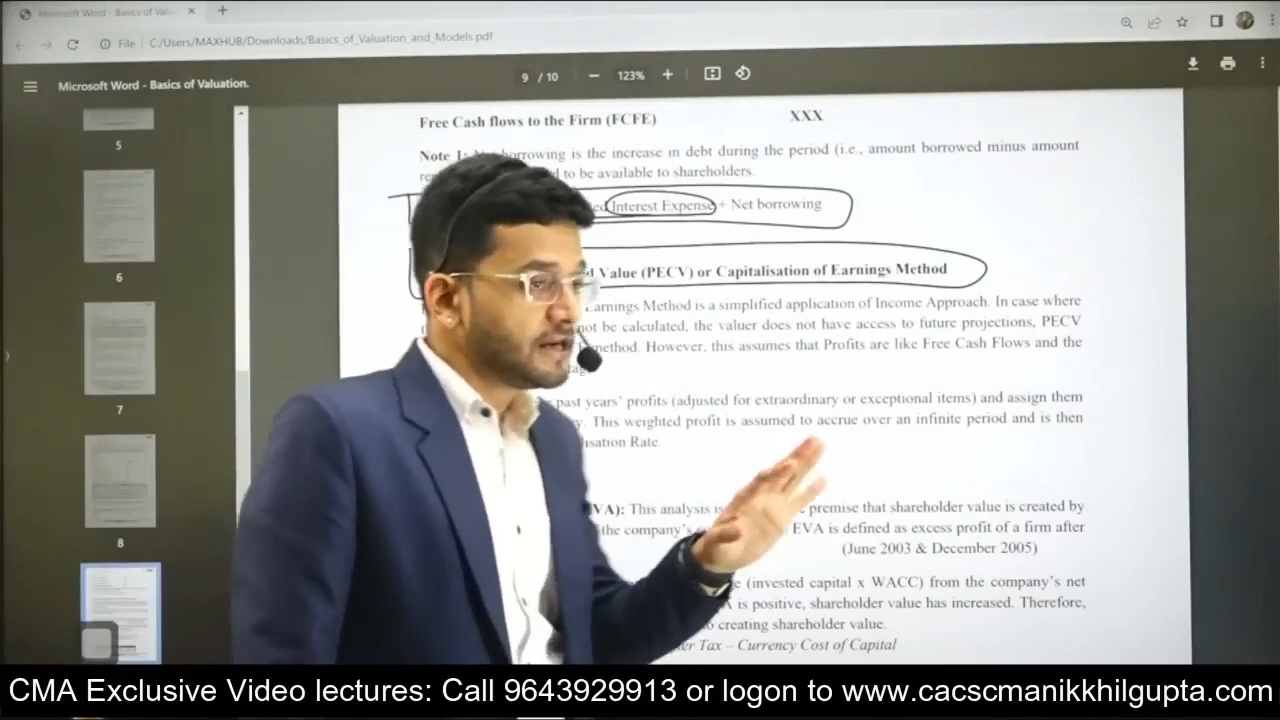 Microsoft Word - Basics of Valu
File
C:/Users/MAXHUB/Downloads/Basics_of_Valuation_and_Models.pdf
Microsoft Word - Basics of Valuation.
9 / 10
123%
5
6
7
8
Free Cash flows to the Firm (FCFE) XXX
Note 1: borrowing is the increase in debt during the period (i.e., amount borrowed minus amount
to be available to shareholders.
Interest Expense + Net borrowing
Value (PECV) or Capitalisation of Earnings Method
Earnings Method is a simplified application of Income Approach. In case where
be calculated, the valuer does not have access to future projections, PECV
method. However, this assumes that Profits are like Free Cash Flows and the
past years' profits (adjusted for extraordinary or exceptional items) and assign them
This weighted profit is assumed to accrue over an infinite period and is then
Rate.
This analysis is premise that shareholder value is created by
the company's EVA is defined as excess profit of a firm after
(June 2003 & December 2005)
(invested capital x WACC) from the company's net
is positive, shareholder value has increased. Therefore,
creating shareholder value.
Tax – Currency Cost of Capital
CMA Exclusive Video lectures: Call 9643929913 or logon to www.cacscmanikkhilgupta.com